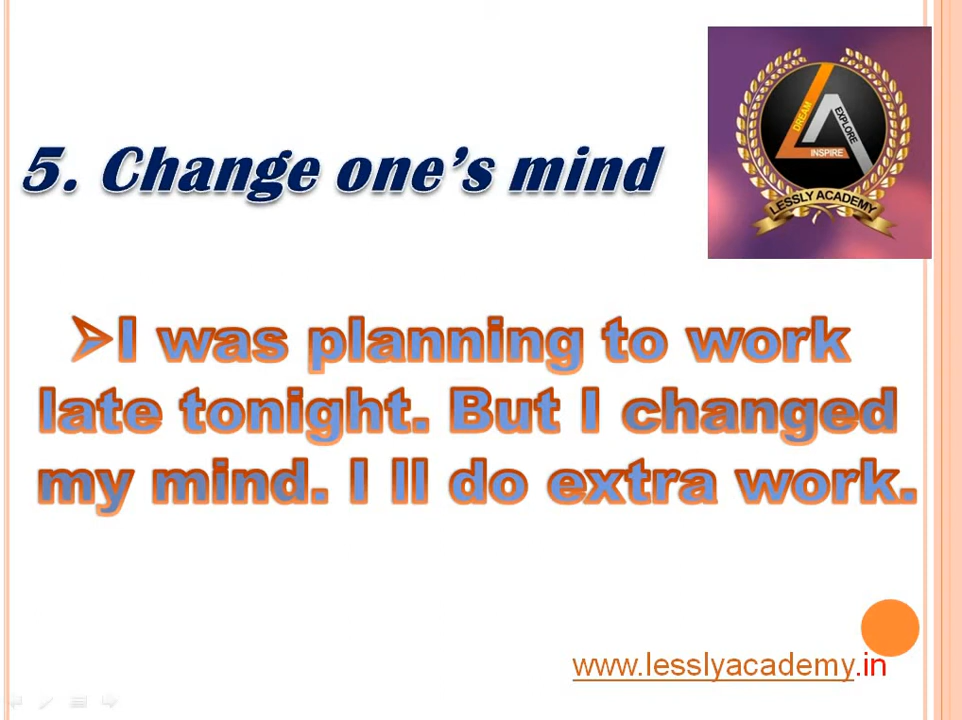 5. Change one's mind
DREAM
EXPLORE
INSPIRE
LESSLY ACADEMY
➢I was planning to work
late tonight. But I changed
my mind. I ll do extra work.
www.lesslyacademy.in